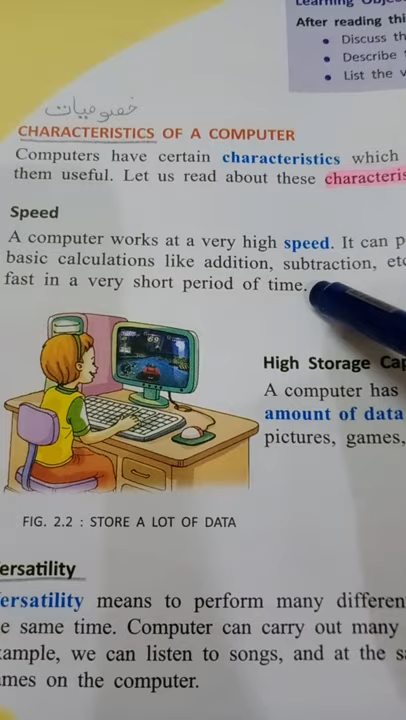 Learning Obje
After reading thi
• Discuss th
• Describe
• List the v
خصوصیات
CHARACTERISTICS OF A COMPUTER
Computers have certain characteristics which
them useful. Let us read about these characteris
Speed
A computer works at a very high speed. It can p
basic calculations like addition, subtraction, etc
fast in a very short period of time.
High Storage Cap
A computer has
amount of data
pictures, games,
FIG. 2.2 : STORE A LOT OF DATA
ersatility
ersatility means to perform many differen
e same time. Computer can carry out many
xample, we can listen to songs, and at the sa
ames on the computer.